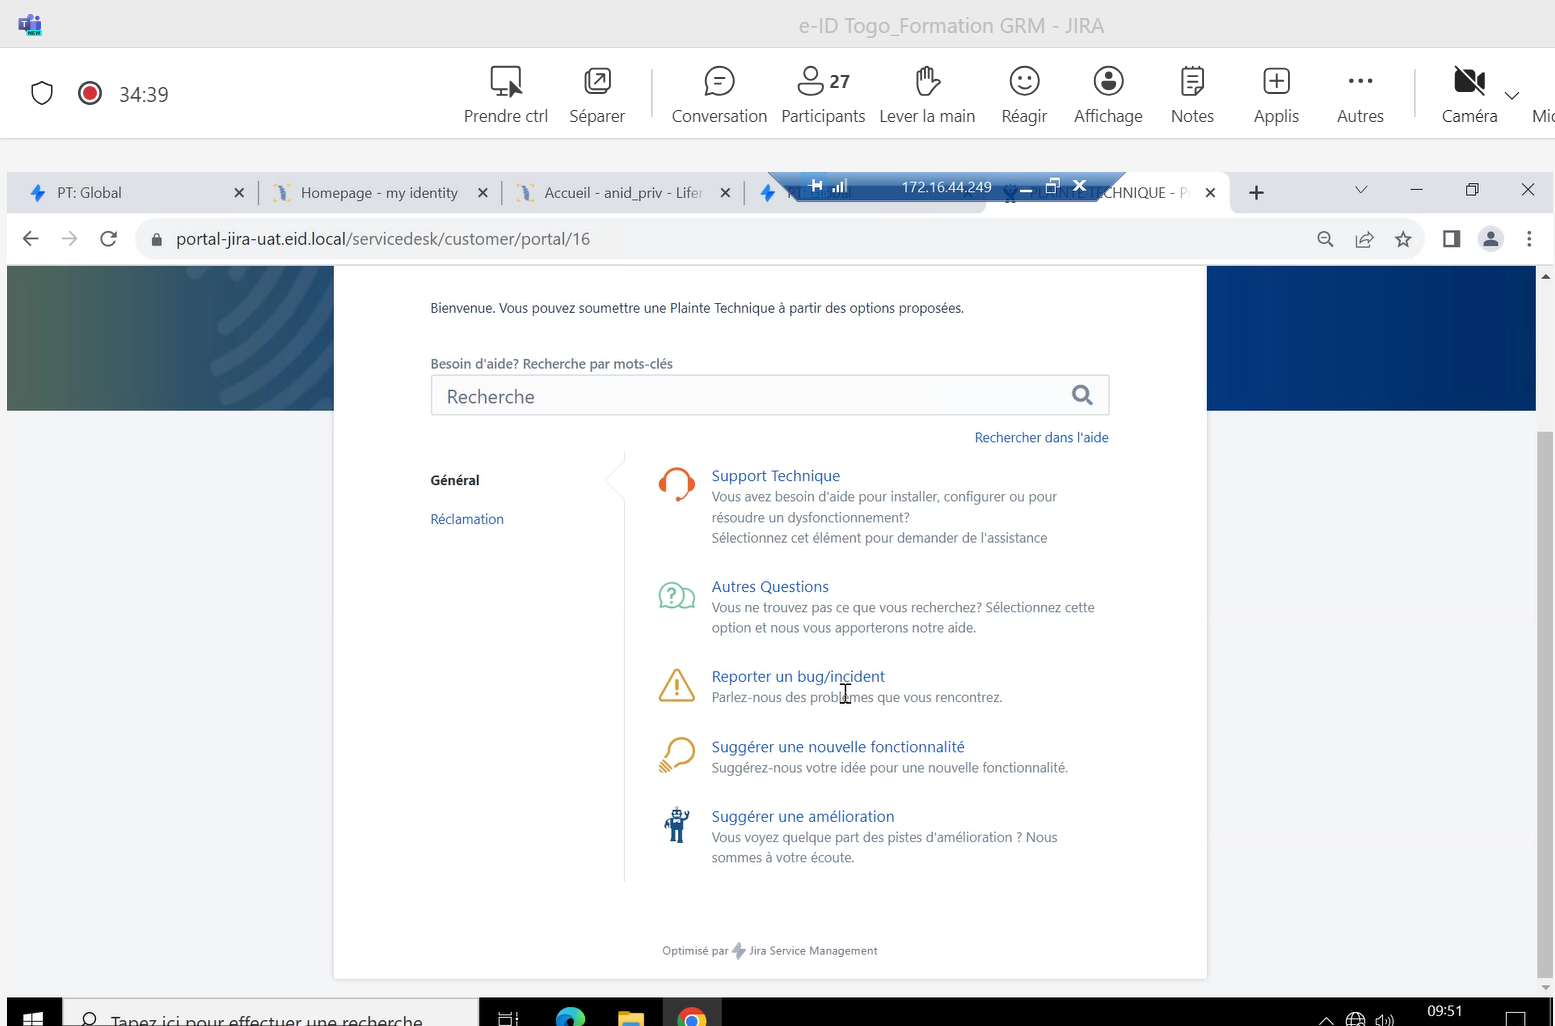 e-ID Togo_Formation GRM - JIRA
NEW
34:39
Prendre ctrl
Séparer
Conversation
27
Participants
Lever la main
Réagir
Affichage
Notes
Applis
Autres
Caméra
PT: Global
Homepage - my identity
Accueil - anid_priv - Lifer
172.16.44.249
TECHNIQUE - P
portal-jira-uat.eid.local/servicedesk/customer/portal/16
Bienvenue. Vous pouvez soumettre une Plainte Technique à partir des options proposées.
Besoin d'aide? Recherche par mots-clés
Recherche
Rechercher dans l'aide
Général
Réclamation
Support Technique
Vous avez besoin d'aide pour installer, configurer ou pour
résoudre un dysfonctionnement?
Sélectionnez cet élément pour demander de l'assistance
Autres Questions
Vous ne trouvez pas ce que vous recherchez? Sélectionnez cette
option et nous vous apporterons notre aide.
Reporter un bug/incident
Parlez-nous des problèmes que vous rencontrez.
Suggérer une nouvelle fonctionnalité
Suggérez-nous votre idée pour une nouvelle fonctionnalité.
Suggérer une amélioration
Vous voyez quelque part des pistes d'amélioration ? Nous
sommes à votre écoute.
Optimisé par Jira Service Management
Tapez ici pour effectuer une recherche
09:51